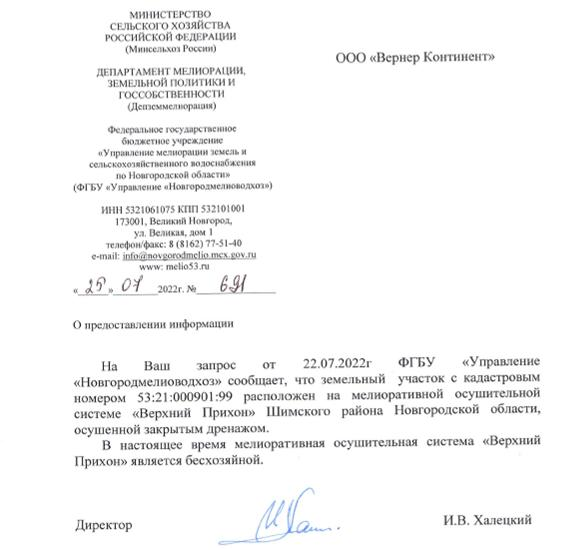 МИНИСТЕРСТВО
СЕЛЬСКОГО ХОЗЯЙСТВА
РОССИЙСКОЙ ФЕДЕРАЦИИ
(Минсельхоз России)
ООО «Вернер Континент»
ДЕПАРТАМЕНТ МЕЛИОРАЦИИ,
ЗЕМЕЛЬНОЙ ПОЛИТИКИ И
ГОССОБСТВЕННОСТИ
(Депземмелиорация)
Федеральное государственное
бюджетное учреждение
«Управление мелиорации земель и
сельскохозяйственного водоснабжения
по Новгородской области»
(ФГБУ «Управление «Новгородмелиоводхоз»)
ИНН 5321061075 КПП 532101001
173001, Великий Новгород,
ул. Великая, дом 1
телефон/факс: 8 (8162) 77-51-40
e-mail: info@novgorodmelio.mcx.gov.ru
www: melio53.ru
« 25 » 07 2022г. № 691
О предоставлении информации
На Ваш запрос от 22.07.2022г ФГБУ «Управление
«Новгородмелиоводхоз» сообщает, что земельный участок с кадастровым
номером 53:21:000901:99 расположен на мелиоративной осушительной
системе «Верхний Прихон» Шимского района Новгородской области,
осушенной закрытым дренажом.
В настоящее время мелиоративная осушительная система «Верхний
Прихон» является бесхозяйной.
Директор И.В. Халецкий